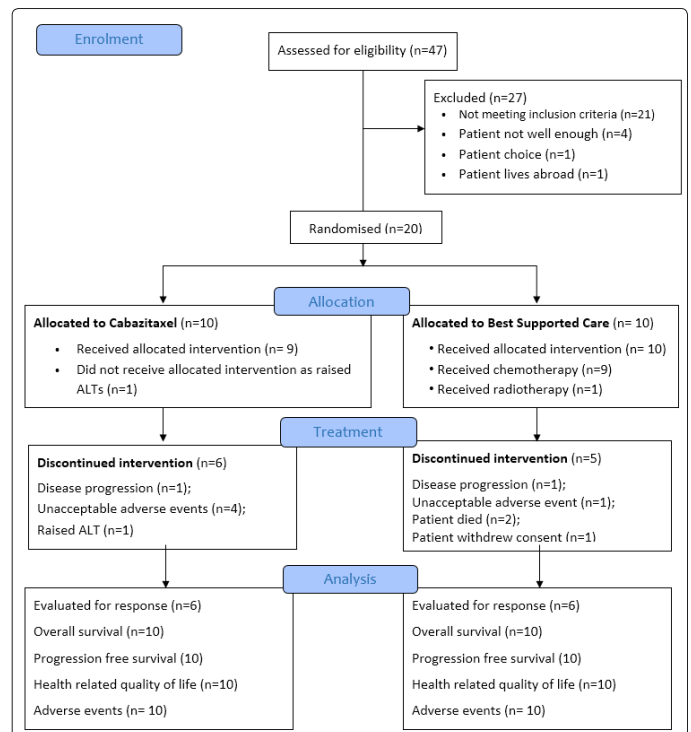 Enrolment
Assessed for eligibility (n=47)
Excluded (n=27)
• Not meeting inclusion criteria (n=21)
• Patient not well enough (n=4)
• Patient choice (n=1)
• Patient lives abroad (n=1)
Randomised (n=20)
Allocation
Allocated to Cabazitaxel (n=10)
• Received allocated intervention (n= 9)
• Did not receive allocated intervention as raised
ALTs (n=1)
Allocated to Best Supported Care (n= 10)
• Received allocated intervention (n= 10)
• Received chemotherapy (n=9)
• Received radiotherapy (n=1)
Treatment
Discontinued intervention (n=6)
Disease progression (n=1);
Unacceptable adverse events (n=4);
Raised ALT (n=1)
Discontinued intervention (n=5)
Disease progression (n=1);
Unacceptable adverse event (n=1);
Patient died (n=2);
Patient withdrew consent (n=1)
Analysis
Evaluated for response (n=6)
Overall survival (n=10)
Progression free survival (10)
Health related quality of life (n=10)
Adverse events (n= 10)
Evaluated for response (n=6)
Overall survival (n=10)
Progression free survival (10)
Health related quality of life (n=10)
Adverse events (n= 10)